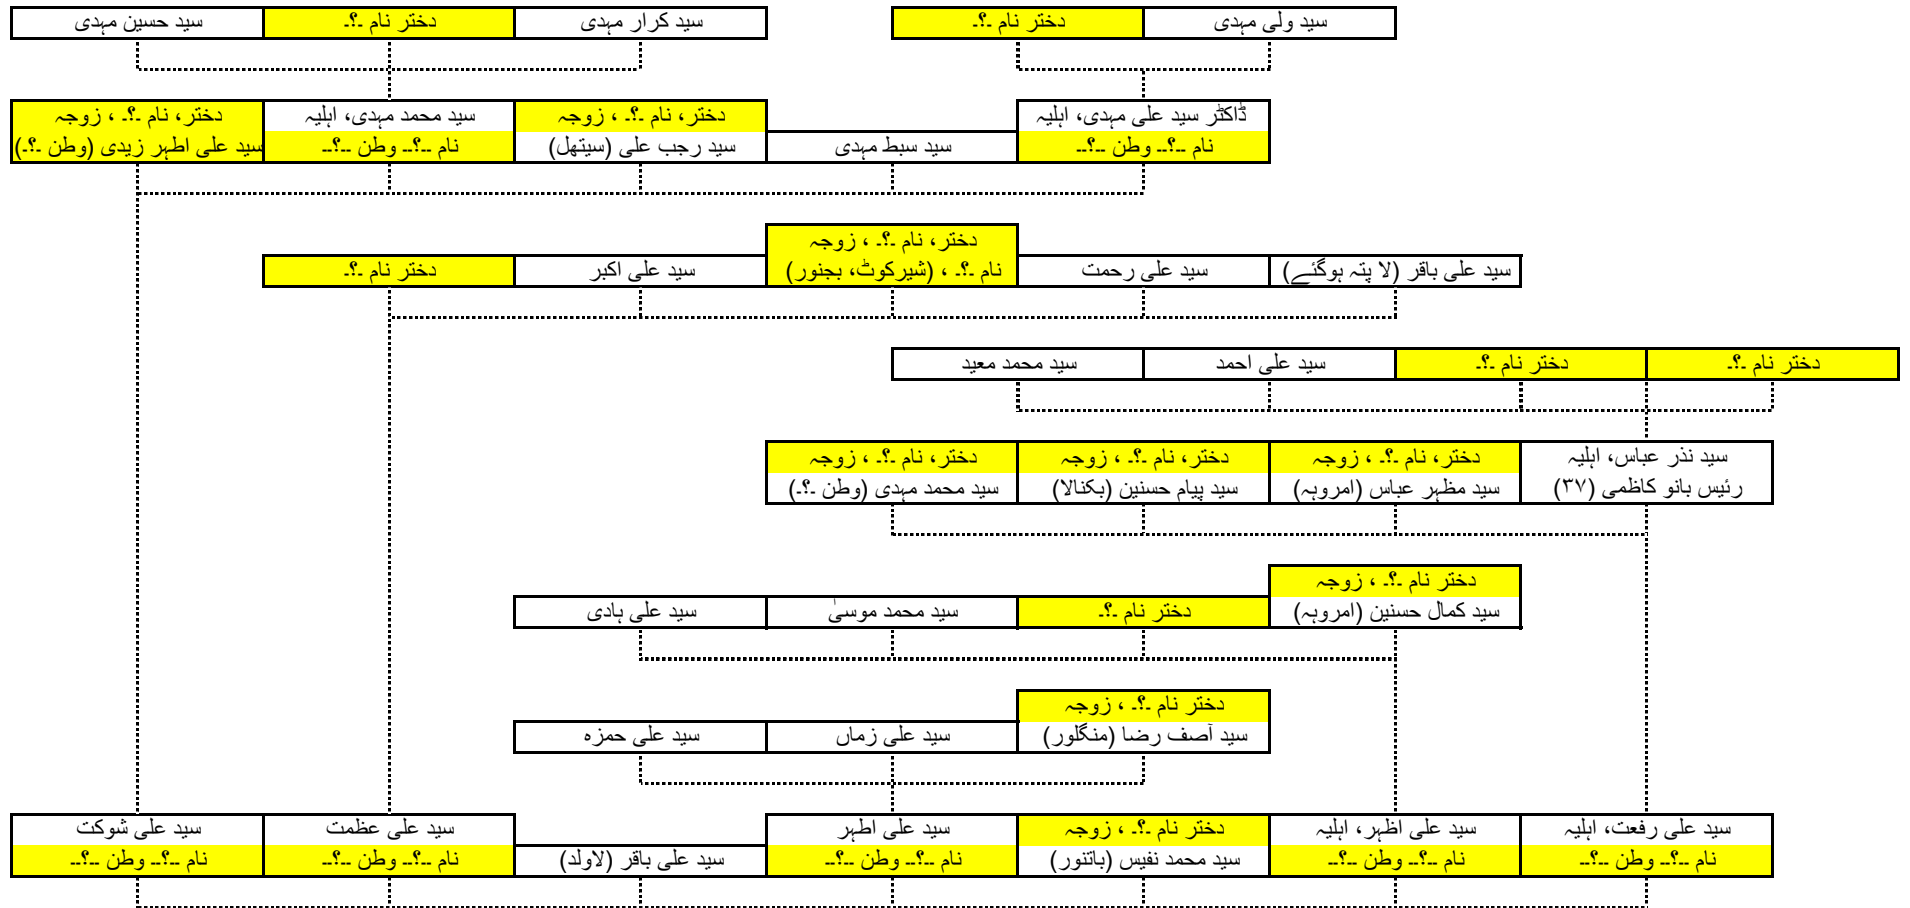 سید ولی مہدی
دختر نام ۔؟۔
سید کرار مہدی
دختر نام ۔؟۔
سید حسین مہدی
ڈاکٹر سید علی مہدی، اہلیہ
نام ۔۔؟۔۔ وطن ۔۔؟۔۔
سید سبط مہدی
دختر، نام ۔؟۔ ، زوجہ
سید رجب علی (سیتھل)
سید محمد مہدی، اہلیہ
نام ۔۔؟۔۔ وطن ۔۔؟۔۔
دختر، نام ۔؟۔ ، زوجہ
سید علی اطہر زیدی (وطن ۔؟۔)
سید علی باقر (لا پتہ ہوگئے)
سید علی رحمت
دختر، نام ۔؟۔ ، زوجہ
نام ۔؟۔ ، (شیرکوٹ، بجنور)
سید علی اکبر
دختر نام ۔؟۔
دختر نام ۔؟۔
دختر نام ۔؟۔
سید علی احمد
سید محمد معید
سید نذر عباس، اہلیہ
رئیس بانو کاظمی (۳۷)
دختر، نام ۔؟۔ ، زوجہ
سید مظہر عباس (امروہہ)
دختر، نام ۔؟۔ ، زوجہ
سید پیام حسنین (بکنالا)
دختر، نام ۔؟۔ ، زوجہ
سید محمد مہدی (وطن ۔؟۔)
دختر نام ۔؟۔ ، زوجہ
سید کمال حسنین (امروہہ)
دختر نام ۔؟۔
سید محمد موسیٰ
سید علی ہادی
دختر نام ۔؟۔ ، زوجہ
سید آصف رضا (منگلور)
سید علی زماں
سید علی حمزہ
سید علی رفعت، اہلیہ
نام ۔۔؟۔۔ وطن ۔۔؟۔۔
سید علی اظہر، اہلیہ
نام ۔۔؟۔۔ وطن ۔۔؟۔۔
دختر نام ۔؟۔ ، زوجہ
سید محمد نفیس (باتنور)
سید علی اطہر
نام ۔۔؟۔۔ وطن ۔۔؟۔۔
سید علی باقر (لاولد)
سید علی عظمت
نام ۔۔؟۔۔ وطن ۔۔؟۔۔
سید علی شوکت
نام ۔۔؟۔۔ وطن ۔۔؟۔۔